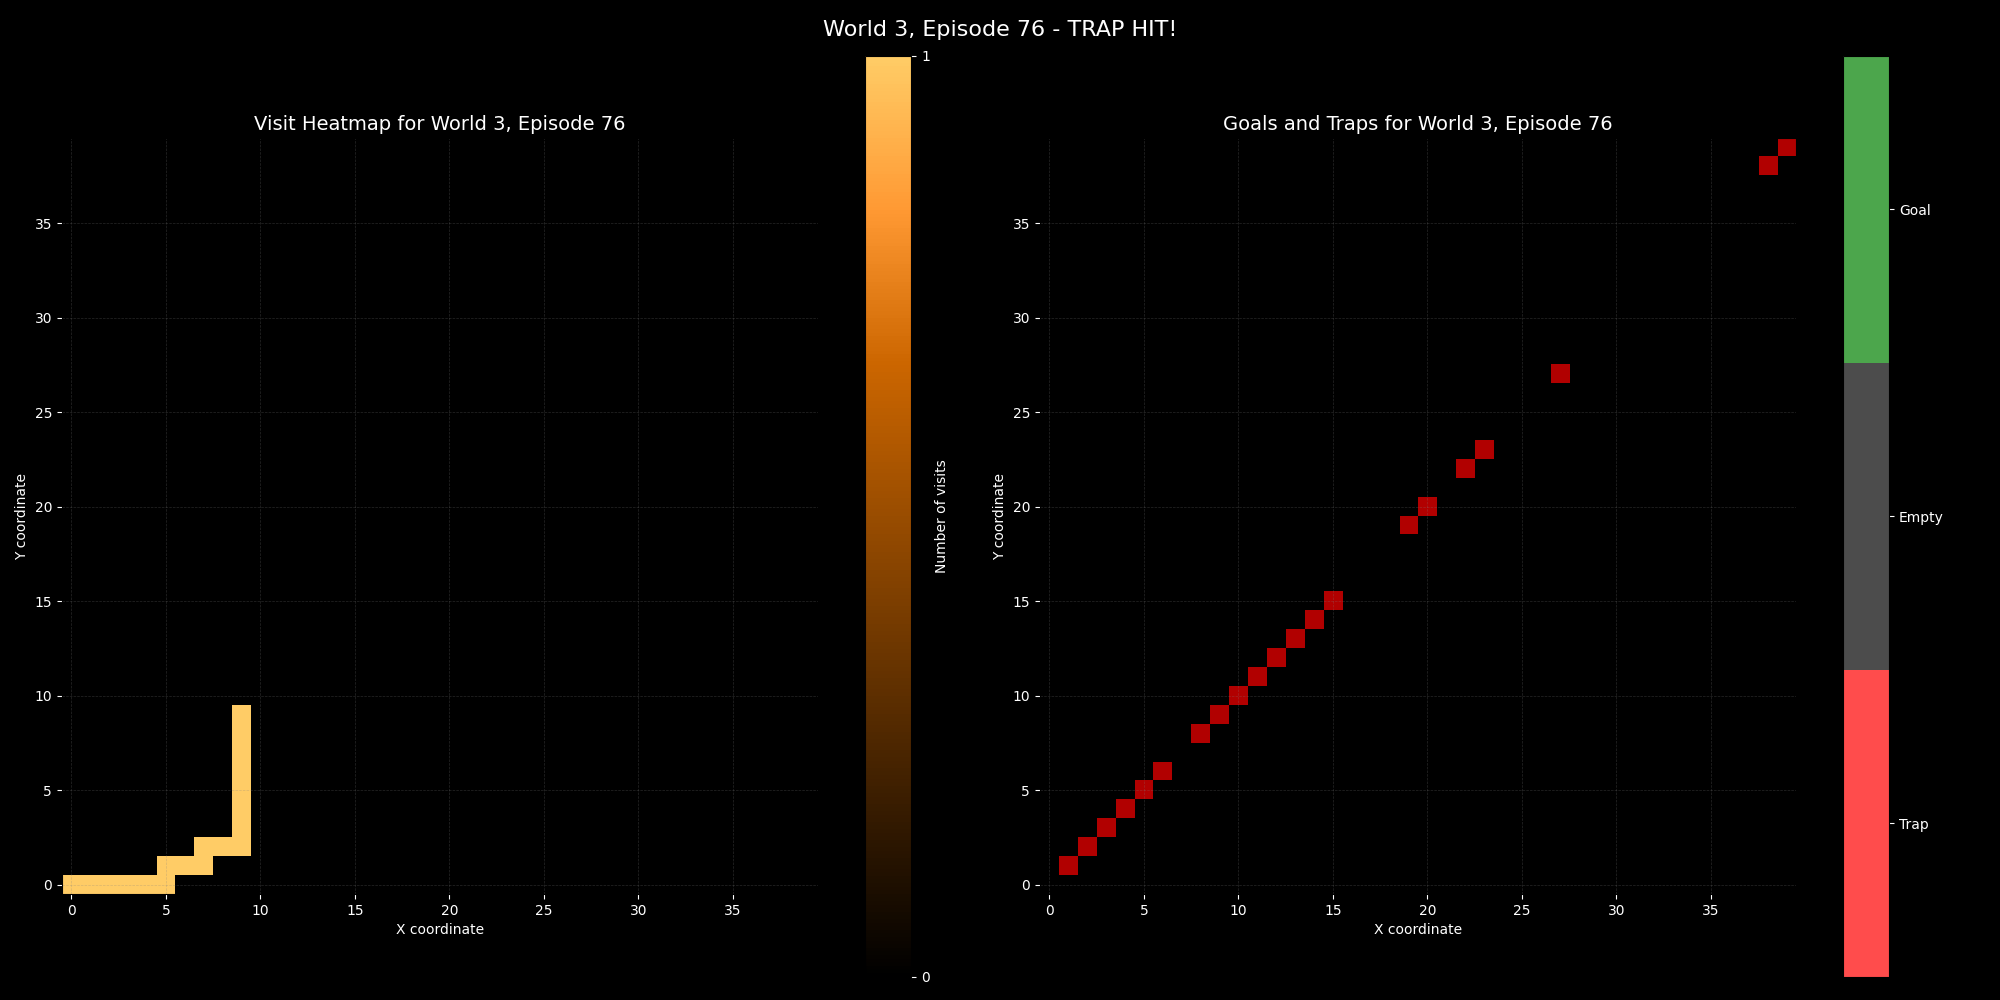 World 3, Episode 76 - TRAP HIT!
Visit Heatmap for World 3, Episode 76
35
30
25
20
15
10
5
0
Y coordinate
0 5 10 15 20 25 30 35
X coordinate
1
0
Number of visits
Goals and Traps for World 3, Episode 76
35
30
25
20
15
10
5
0
Y coordinate
0 5 10 15 20 25 30 35
X coordinate
Goal
Empty
Trap